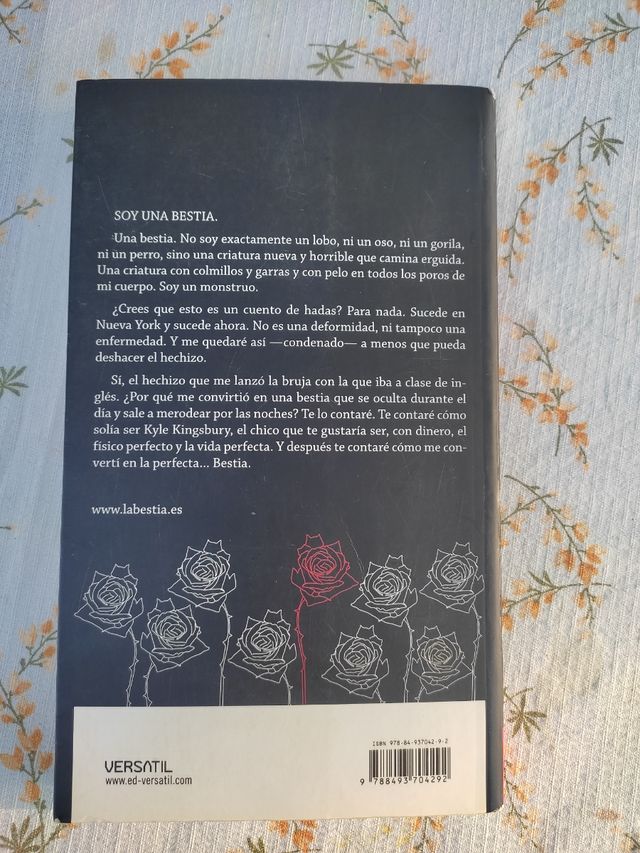 SOY UNA BESTIA.
Una bestia. No soy exactamente un lobo, ni un oso, ni un gorila,
ni un perro, sino una criatura nueva y horrible que camina erguida.
Una criatura con colmillos y garras y con pelo en todos los poros de
mi cuerpo. Soy un monstruo.
¿Crees que esto es un cuento de hadas? Para nada. Sucede en
Nueva York y sucede ahora. No es una deformidad, ni tampoco una
enfermedad. Y me quedaré así —condenado— a menos que pueda
deshacer el hechizo.
Sí, el hechizo que me lanzó la bruja con la que iba a clase de in-
glés. ¿Por qué me convirtió en una bestia que se oculta durante el
día y sale a merodear por las noches? Te lo contaré. Te contaré cómo
solía ser Kyle Kingsbury, el chico que te gustaría ser, con dinero, el
físico perfecto y la vida perfecta. Y después te contaré cómo me con-
vertí en la perfecta... Bestia.
www.labestia.es
ISBN 978-84-937042-9-2
VERSATIL
www.ed-versatil.com
9 788493 704292